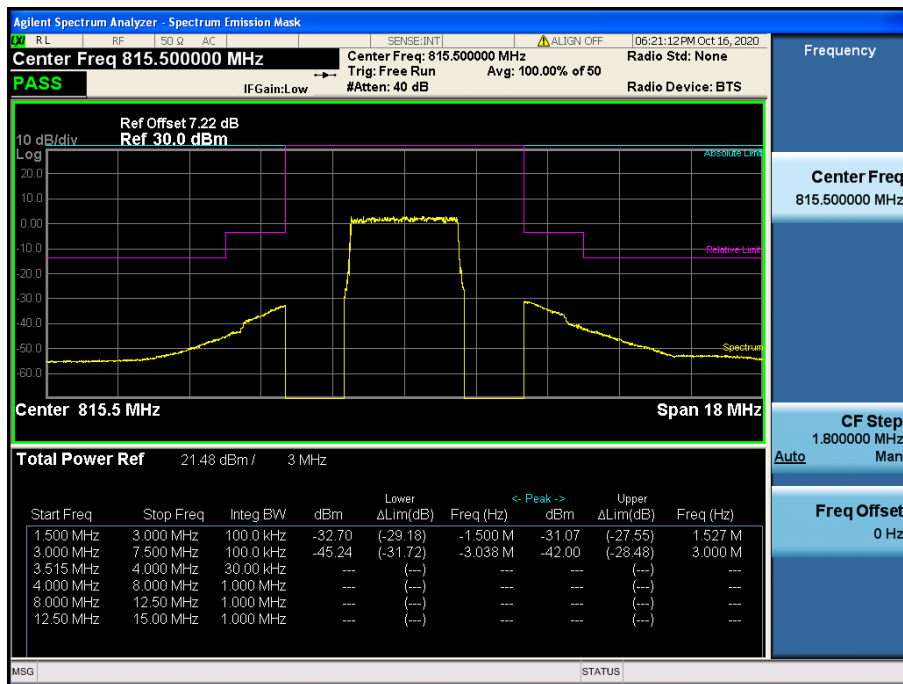 Agilent Spectrum Analyzer - Spectrum Emission Mask
LXI RL RF 50 Ω AC SENSE:INT ALIGN OFF 06:21:12 PM Oct 16, 2020
Center Freq 815.500000 MHz
Center Freq: 815.500000 MHz
Radio Std: None
Trig: Free Run Avg: 100.00% of 50
PASS
IFGain:Low
#Atten: 40 dB
Radio Device: BTS
Ref Offset 7.22 dB
10 dB/div Ref 30.0 dBm
Log
Absolute Limit
20.0
10.0
0.00
-10.0
Relative Limit
-20.0
-30.0
-40.0
-50.0
Spectrum
-60.0
Center 815.5 MHz Span 18 MHz
Total Power Ref 21.48 dBm / 3 MHz
Lower <- Peak -> Upper
Start Freq Stop Freq Integ BW dBm ΔLim(dB) Freq (Hz) dBm ΔLim(dB) Freq (Hz)
1.500 MHz 3.000 MHz 100.0 kHz -32.70 (-29.18) -1.500 M -31.07 (-27.55) 1.527 M
3.000 MHz 7.500 MHz 100.0 kHz -45.24 (-31.72) -3.038 M -42.00 (-28.48) 3.000 M
3.515 MHz 4.000 MHz 30.00 kHz --- (---) --- --- (---) ---
4.000 MHz 8.000 MHz 1.000 MHz --- (---) --- --- (---) ---
8.000 MHz 12.50 MHz 1.000 MHz --- (---) --- --- (---) ---
12.50 MHz 15.00 MHz 1.000 MHz --- (---) --- --- (---) ---
MSG STATUS
Frequency
Center Freq
815.500000 MHz
CF Step
1.800000 MHz
Auto Man
Freq Offset
0 Hz